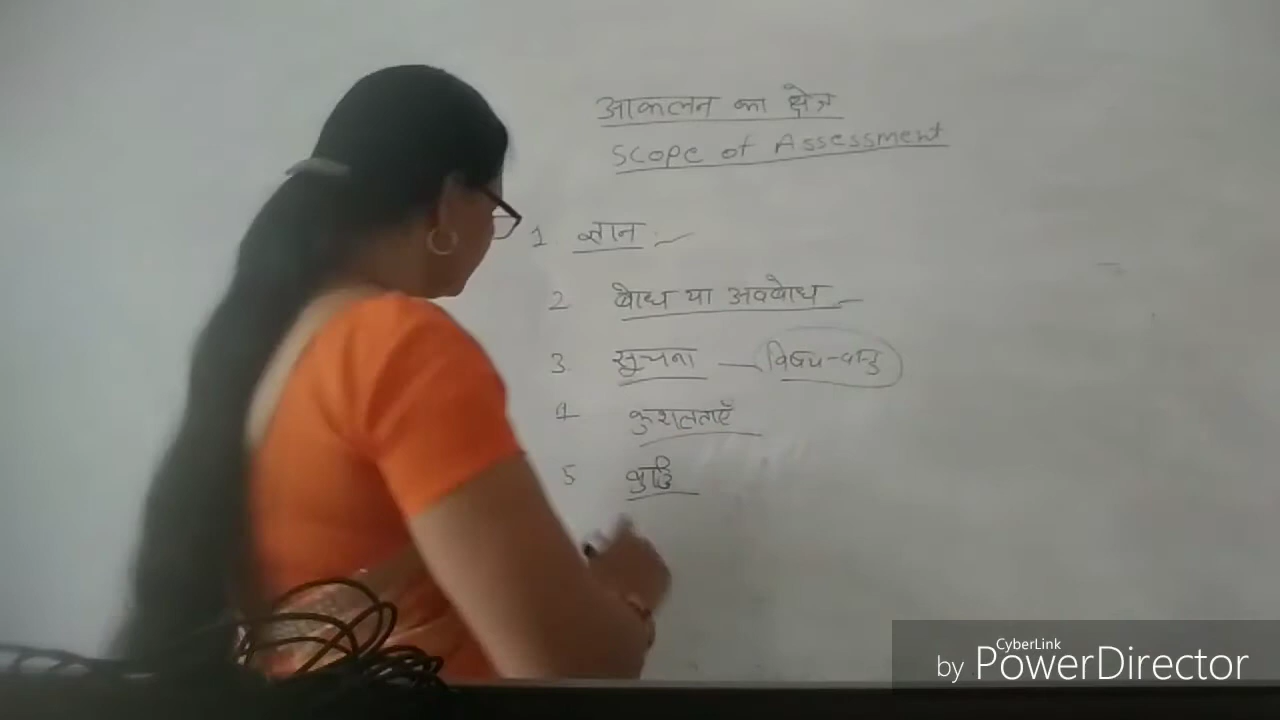 आकलन का क्षेत्र
Scope of Assessment
1. ज्ञान
2 बोध या अवबोध
3. सूचना — विषय-वस्तु
4 कुशलताएँ
5 बुद्धि
CyberLink
by PowerDirector